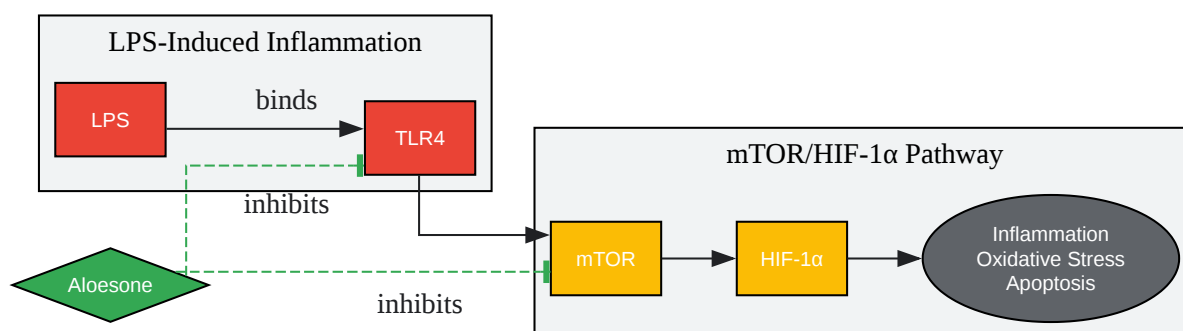 LPS-Induced Inflammation
LPS
binds
TLR4
inhibits
mTOR/HIF-1α Pathway
mTOR
HIF-1α
Inflammation
Oxidative Stress
Apoptosis
Aloesone
inhibits